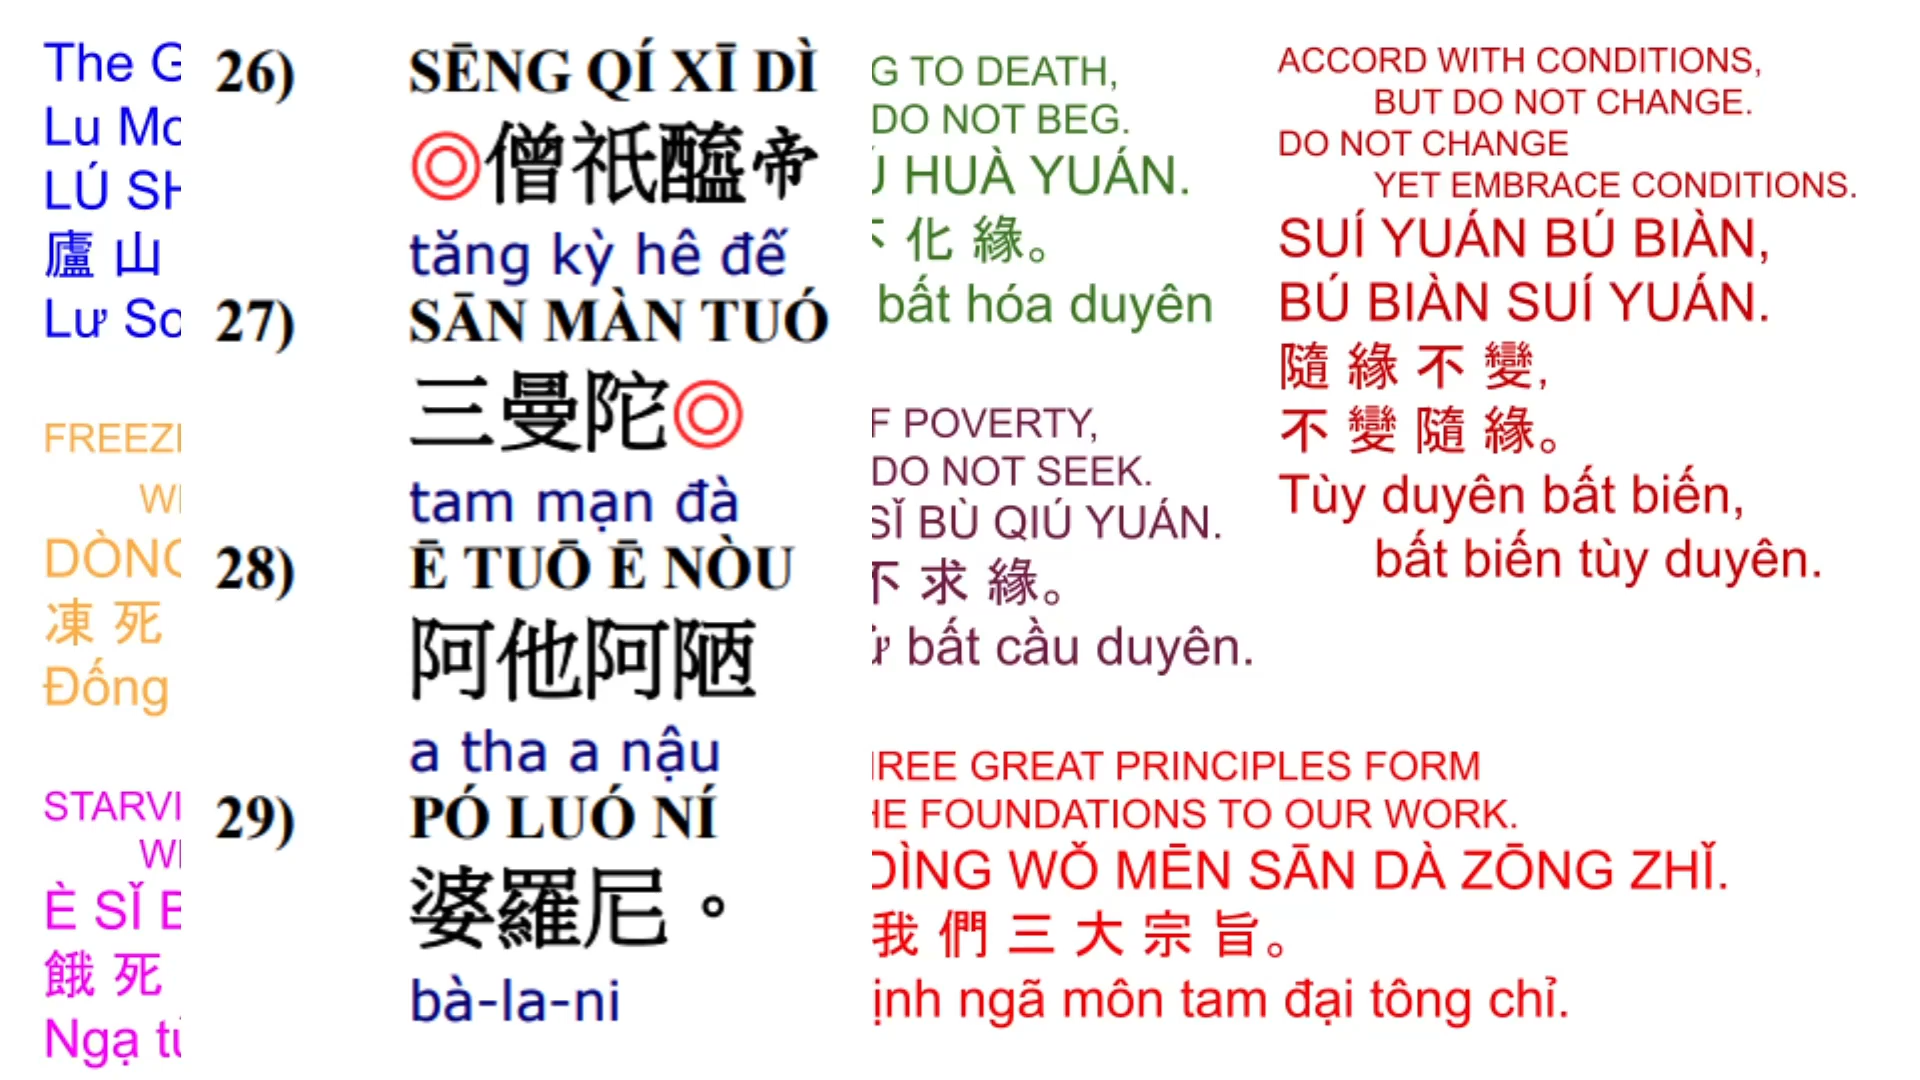 The
Lu
LÚ
廬 山
Lư
FREEZI
DÒNG
凍 死
Đống
STARVI
È SǏ
餓 死
Ngạ
26) SĒNG QÍ XĪ DÌ
◎僧祇醯帝
tăng kỳ hê đế
27) SĀN MÀN TUÓ
三曼陀◎
tam mạn đà
28) Ē TUŌ Ē NÒU
阿他阿陋
a tha a nậu
29) PÓ LUÓ NÍ
婆羅尼。
bà-la-ni
G TO DEATH,
DO NOT BEG.
HUÀ YUÁN.
化 緣。
bất hóa duyên
F POVERTY,
DO NOT SEEK.
SǏ BÙ QIÚ YUÁN.
求 緣。
bất cầu duyên.
ACCORD WITH CONDITIONS,
BUT DO NOT CHANGE.
DO NOT CHANGE
YET EMBRACE CONDITIONS.
SUÍ YUÁN BÚ BIÀN,
BÚ BIÀN SUÍ YUÁN.
隨 緣 不 變,
不 變 隨 緣。
Tùy duyên bất biến,
bất biến tùy duyên.
REE GREAT PRINCIPLES FORM
E FOUNDATIONS TO OUR WORK.
DÌNG WǑ MĒN SĀN DÀ ZŌNG ZHǏ.
我 們 三 大 宗 旨。
ịnh ngã môn tam đại tông chỉ.